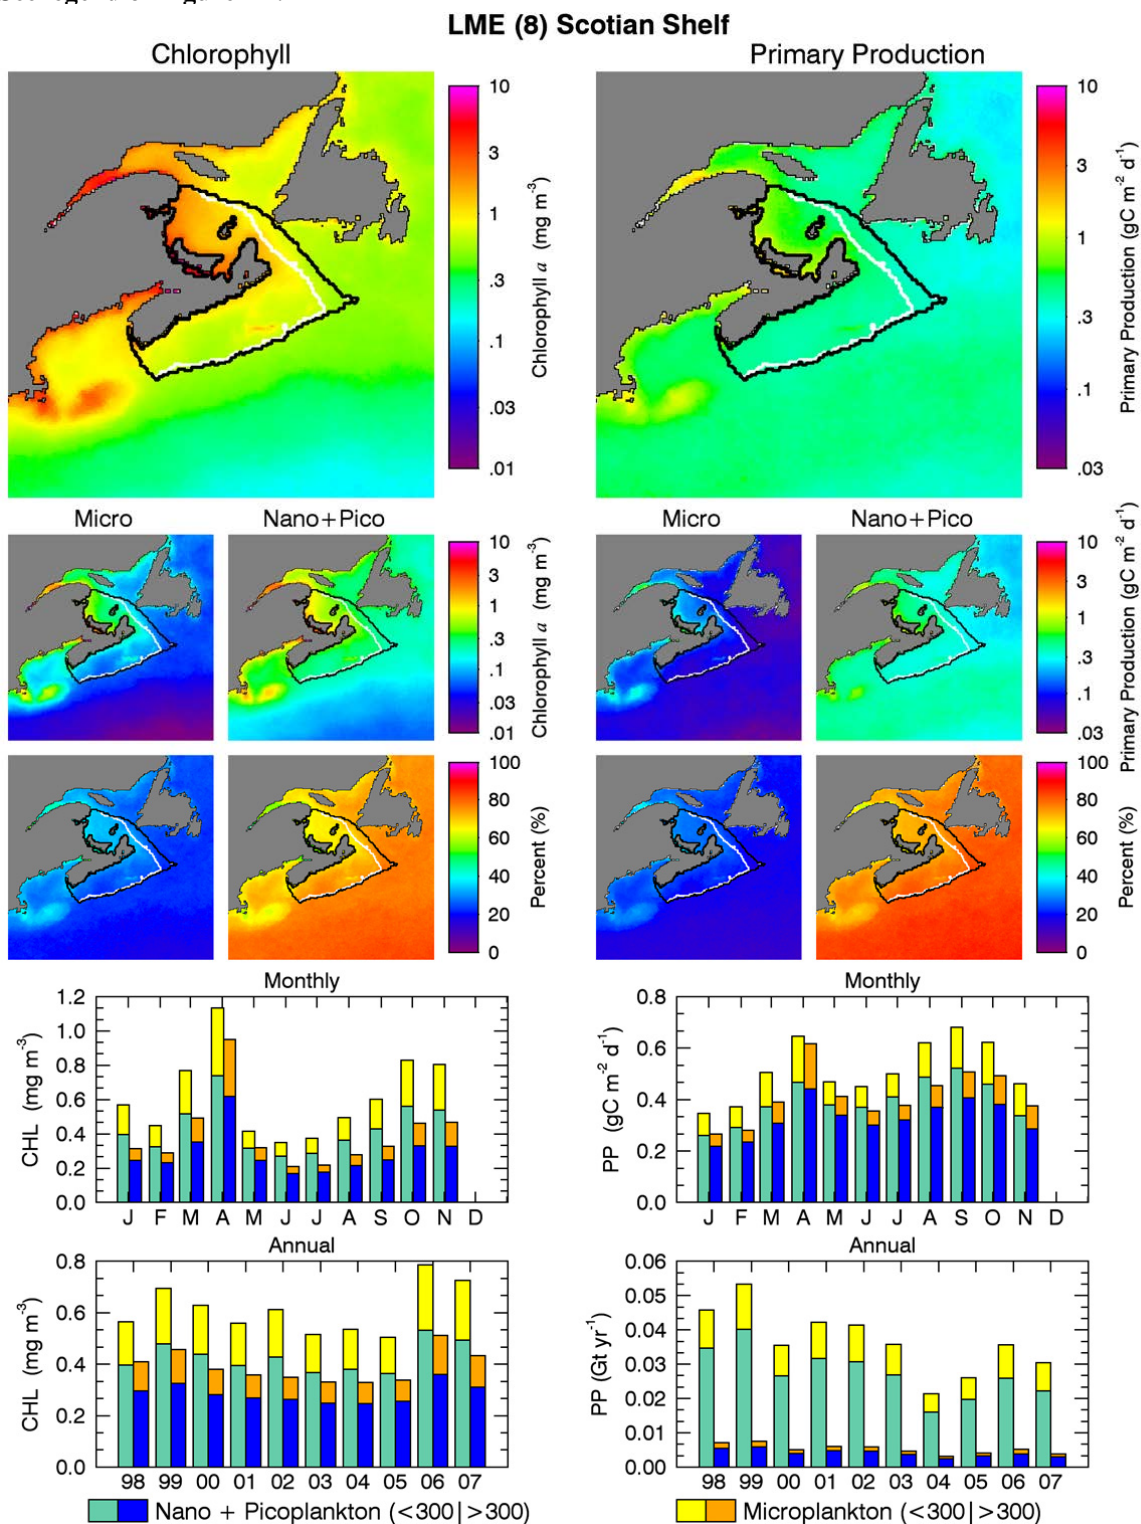 LME (8) Scotian Shelf
Chlorophyll
Primary Production
10
3
1
.3
.1
.03
.01
Chlorophyll a (mg m-3)
10
3
1
.3
.1
.03
Primary Production (gC m-2 d-1)
Micro
Nano+Pico
Micro
Nano+Pico
10
3
1
.3
.1
.03
.01
Chlorophyll a (mg m-3)
10
3
1
.3
.1
.03
Primary Production (gC m-2 d-1)
100
80
60
40
20
0
Percent (%)
100
80
60
40
20
0
Percent (%)
Monthly
1.2
1.0
0.8
0.6
0.4
0.2
0.0
CHL (mg m-3)
J F M A M J J A S O N D
Monthly
0.8
0.6
0.4
0.2
0.0
PP (gC m-2 d-1)
J F M A M J J A S O N D
Annual
0.8
0.6
0.4
0.2
0.0
CHL (mg m-3)
98 99 00 01 02 03 04 05 06 07
Annual
0.06
0.05
0.04
0.03
0.02
0.01
0.00
PP (Gt yr-1)
98 99 00 01 02 03 04 05 06 07
Nano + Picoplankton (<300|>300)
Microplankton (<300|>300)